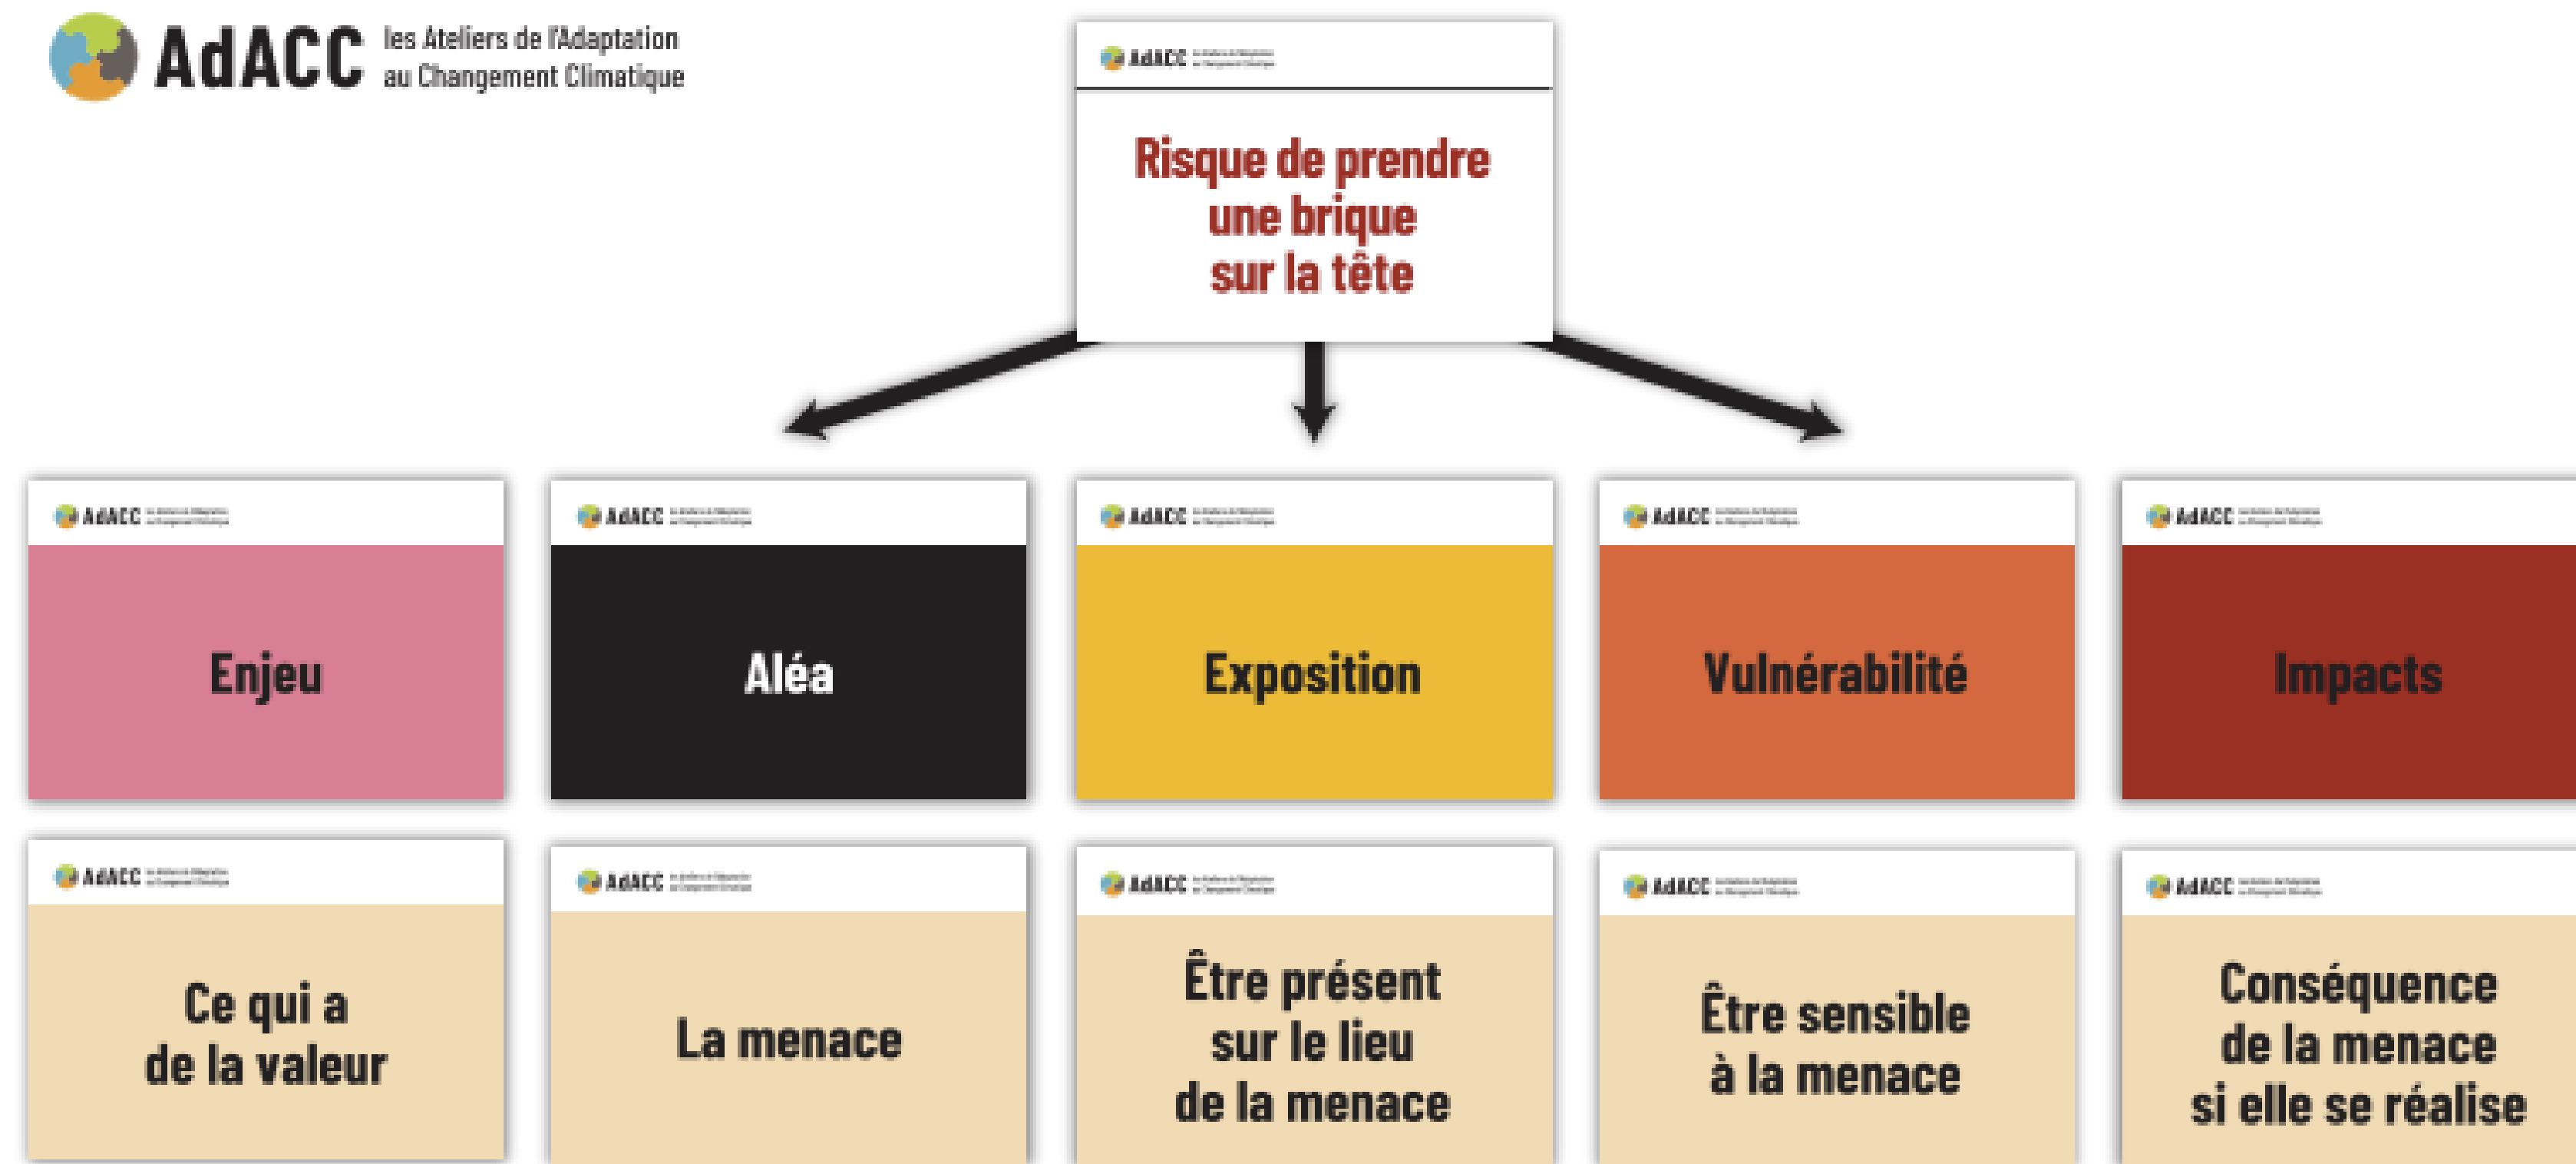 AdACC
les Ateliers de l'Adaptation
au Changement Climatique
AdACC
Risque de prendre
une brique
sur la tête
AdACC
AdACC
AdACC
AdACC
AdACC
Enjeu
Aléa
Exposition
Vulnérabilité
Impacts
AdACC
AdACC
AdACC
AdACC
AdACC
Ce qui a
de la valeur
La menace
Être présent
sur le lieu
de la menace
Être sensible
à la menace
Conséquence
de la menace
si elle se réalise